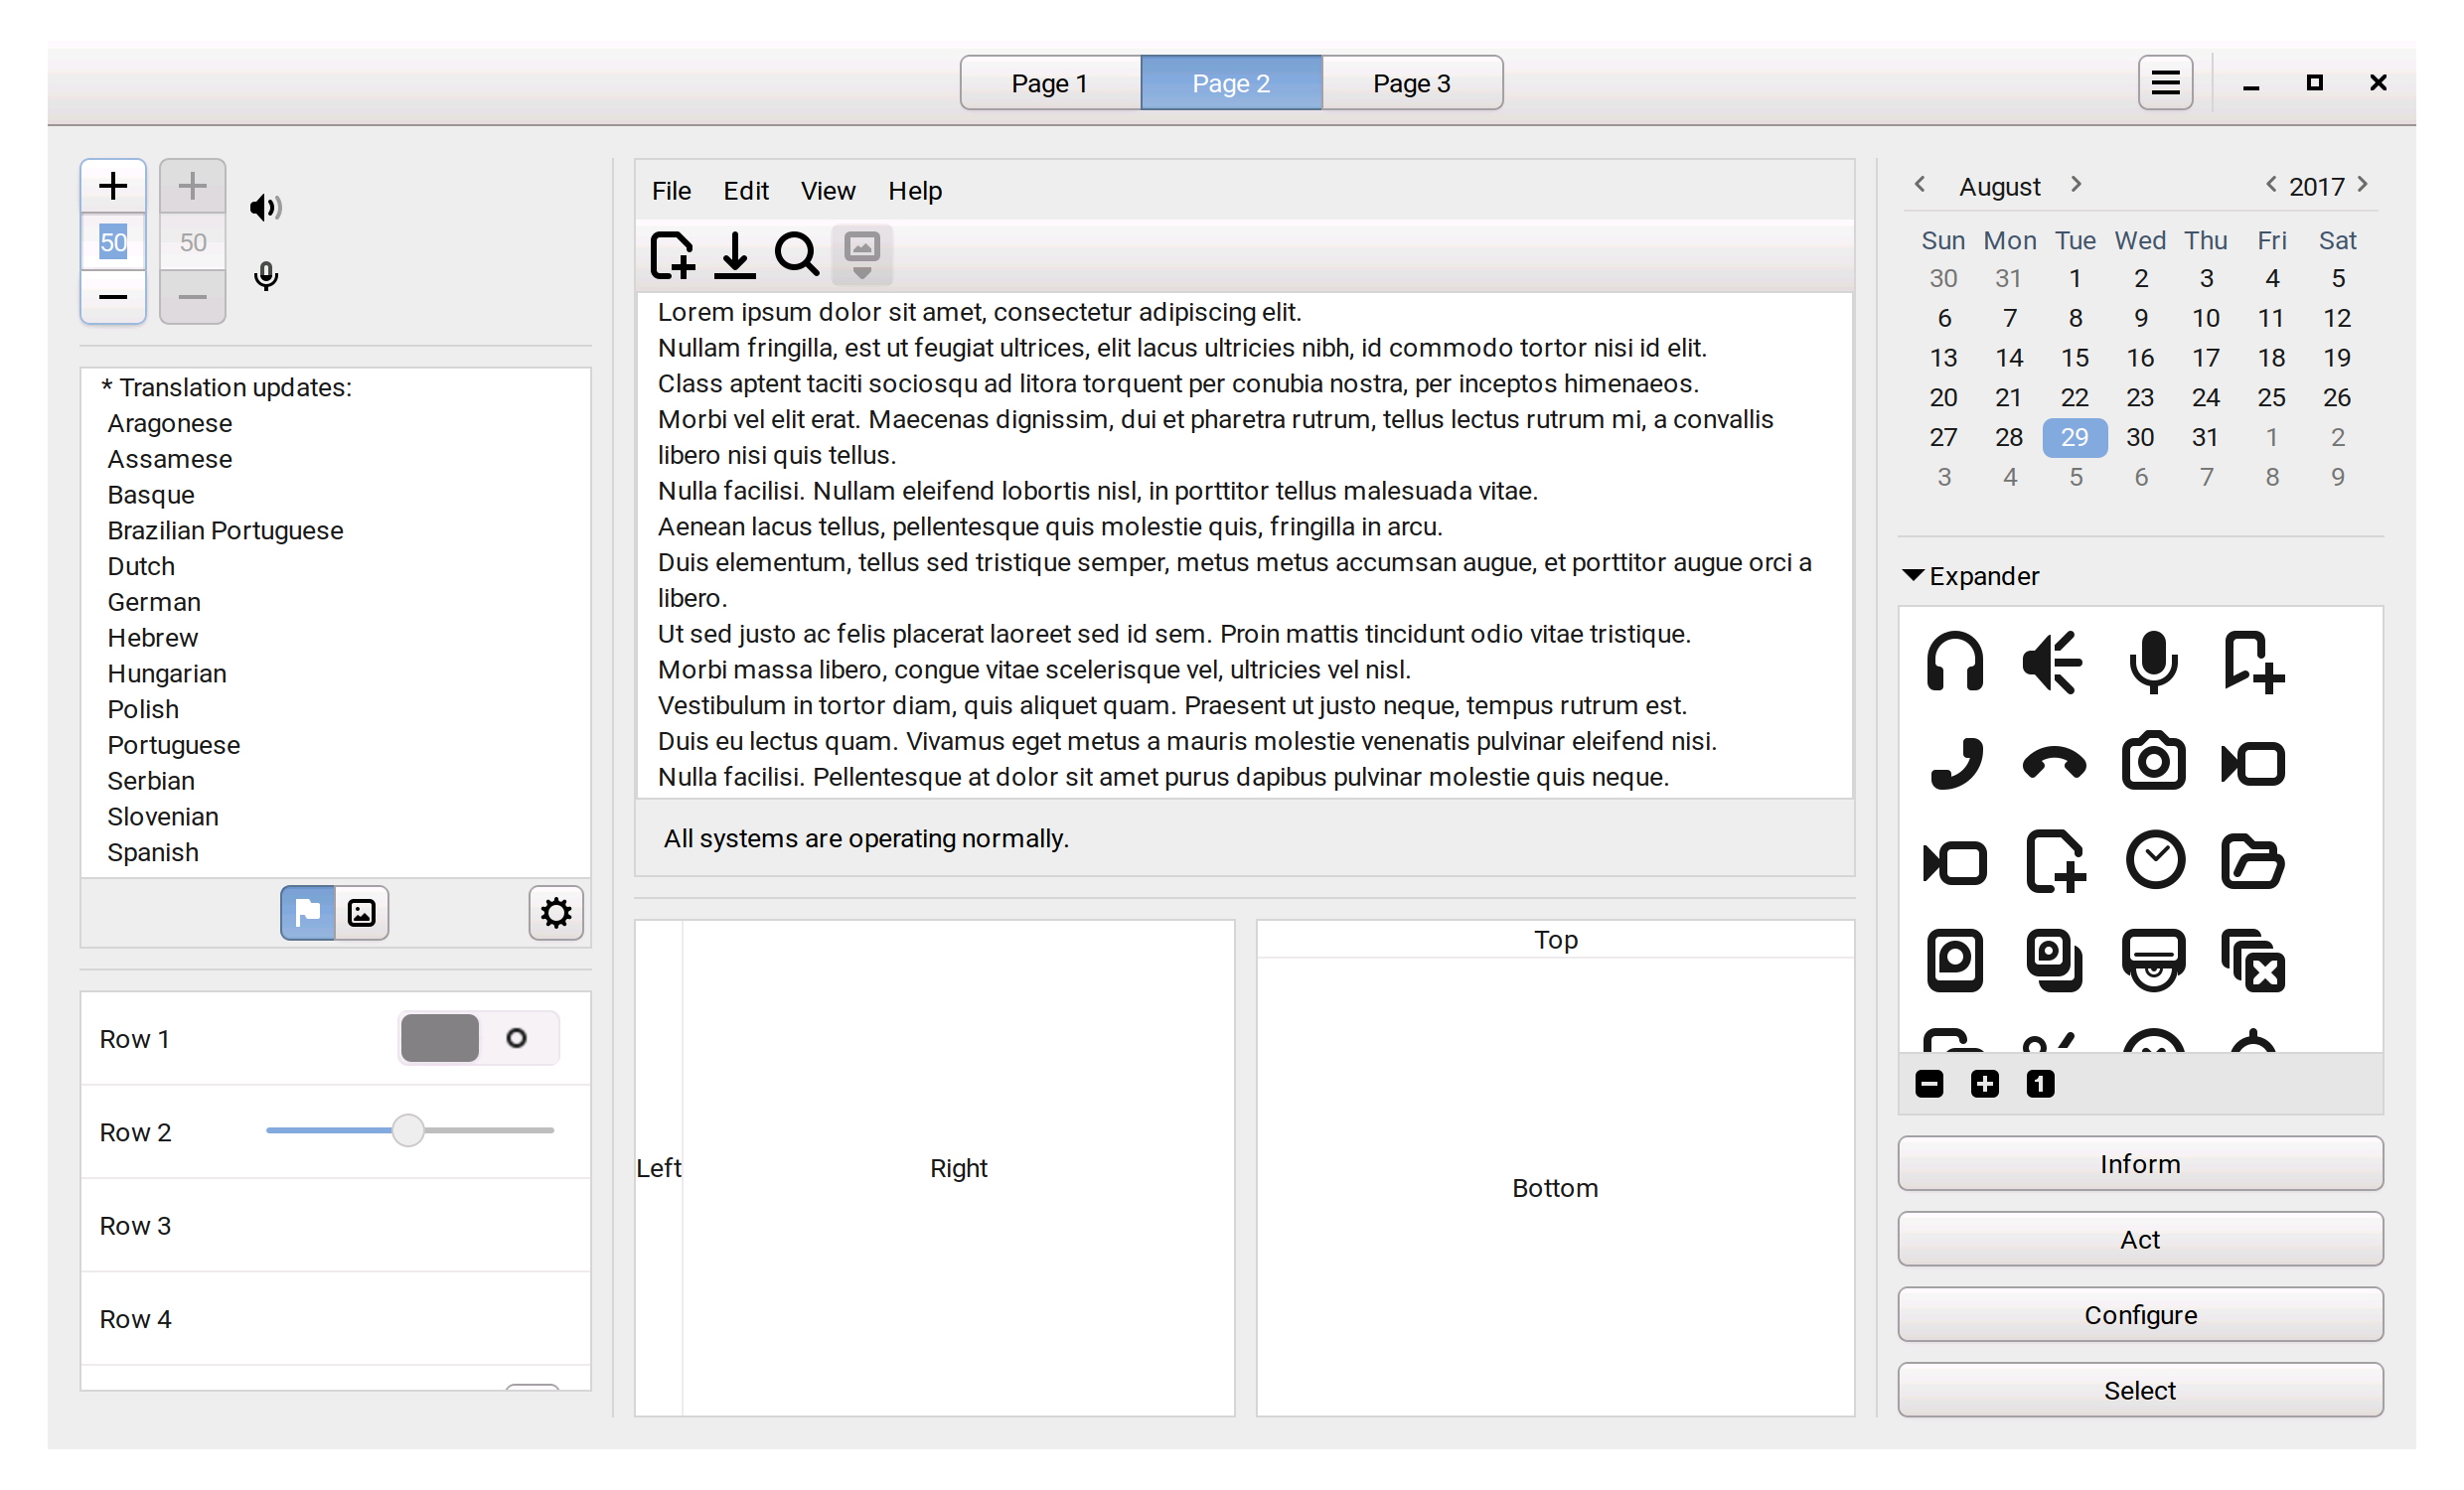 Page 1 Page 2 Page 3
50 50
* Translation updates:
Aragonese
Assamese
Basque
Brazilian Portuguese
Dutch
German
Hebrew
Hungarian
Polish
Portuguese
Serbian
Slovenian
Spanish
Row 1
Row 2
Row 3
Row 4
File Edit View Help
Lorem ipsum dolor sit amet, consectetur adipiscing elit.
Nullam fringilla, est ut feugiat ultrices, elit lacus ultricies nibh, id commodo tortor nisi id elit.
Class aptent taciti sociosqu ad litora torquent per conubia nostra, per inceptos himenaeos.
Morbi vel elit erat. Maecenas dignissim, dui et pharetra rutrum, tellus lectus rutrum mi, a convallis
libero nisi quis tellus.
Nulla facilisi. Nullam eleifend lobortis nisl, in porttitor tellus malesuada vitae.
Aenean lacus tellus, pellentesque quis molestie quis, fringilla in arcu.
Duis elementum, tellus sed tristique semper, metus metus accumsan augue, et porttitor augue orci a
libero.
Ut sed justo ac felis placerat laoreet sed id sem. Proin mattis tincidunt odio vitae tristique.
Morbi massa libero, congue vitae scelerisque vel, ultricies vel nisl.
Vestibulum in tortor diam, quis aliquet quam. Praesent ut justo neque, tempus rutrum est.
Duis eu lectus quam. Vivamus eget metus a mauris molestie venenatis pulvinar eleifend nisi.
Nulla facilisi. Pellentesque at dolor sit amet purus dapibus pulvinar molestie quis neque.
All systems are operating normally.
Left
Right
Top
Bottom
August 2017
Sun Mon Tue Wed Thu Fri Sat
30 31 1 2 3 4 5
6 7 8 9 10 11 12
13 14 15 16 17 18 19
20 21 22 23 24 25 26
27 28 29 30 31 1 2
3 4 5 6 7 8 9
Expander
1
Inform
Act
Configure
Select